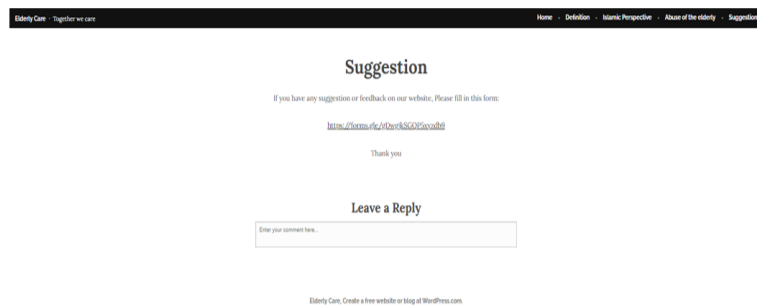 Elderly Care · Together we care
Home · Definition · Islamic Perspective · Abuse of the elderly · Suggestion
Suggestion
If you have any suggestion or feedback on our website, Please fill in this form:
Thank you
Leave a Reply
Enter your comment here...
Elderly Care, Create a free website or blog at WordPress.com.